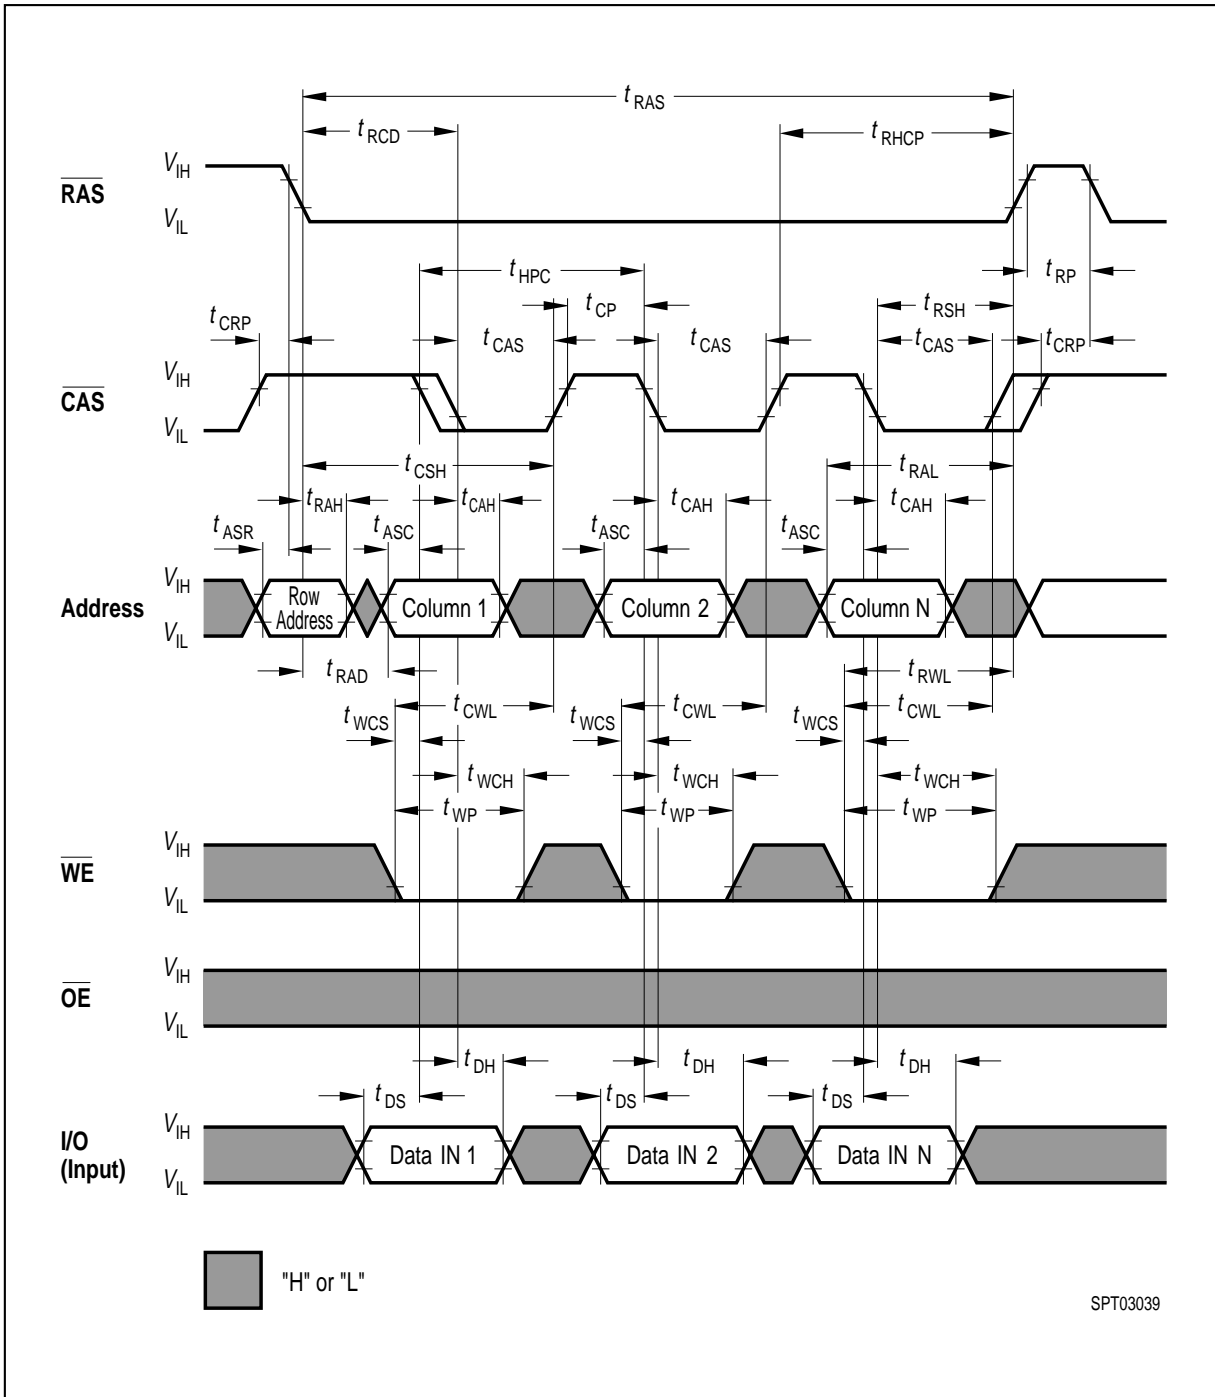 tRAS
tRCD tRHCP
RAS VIH
VIL
tHPC tRP
tCP tRSH
tCRP tCAS tCAS tCAS tCRP
CAS VIH
VIL
tCSH tRAL
tRAH tCAH tCAH tCAH
tASR tASC tASC tASC
Address VIH
VIL
Row Address Column 1 Column 2 Column N
tRAD tRWL
tCWL tCWL tCWL
tWCS tWCS tWCS
tWCH tWCH tWCH
tWP tWP tWP
WE VIH
VIL
OE VIH
VIL
tDH tDH tDH
tDS tDS tDS
I/O (Input) VIH
VIL
Data IN 1 Data IN 2 Data IN N
"H" or "L"
SPT03039